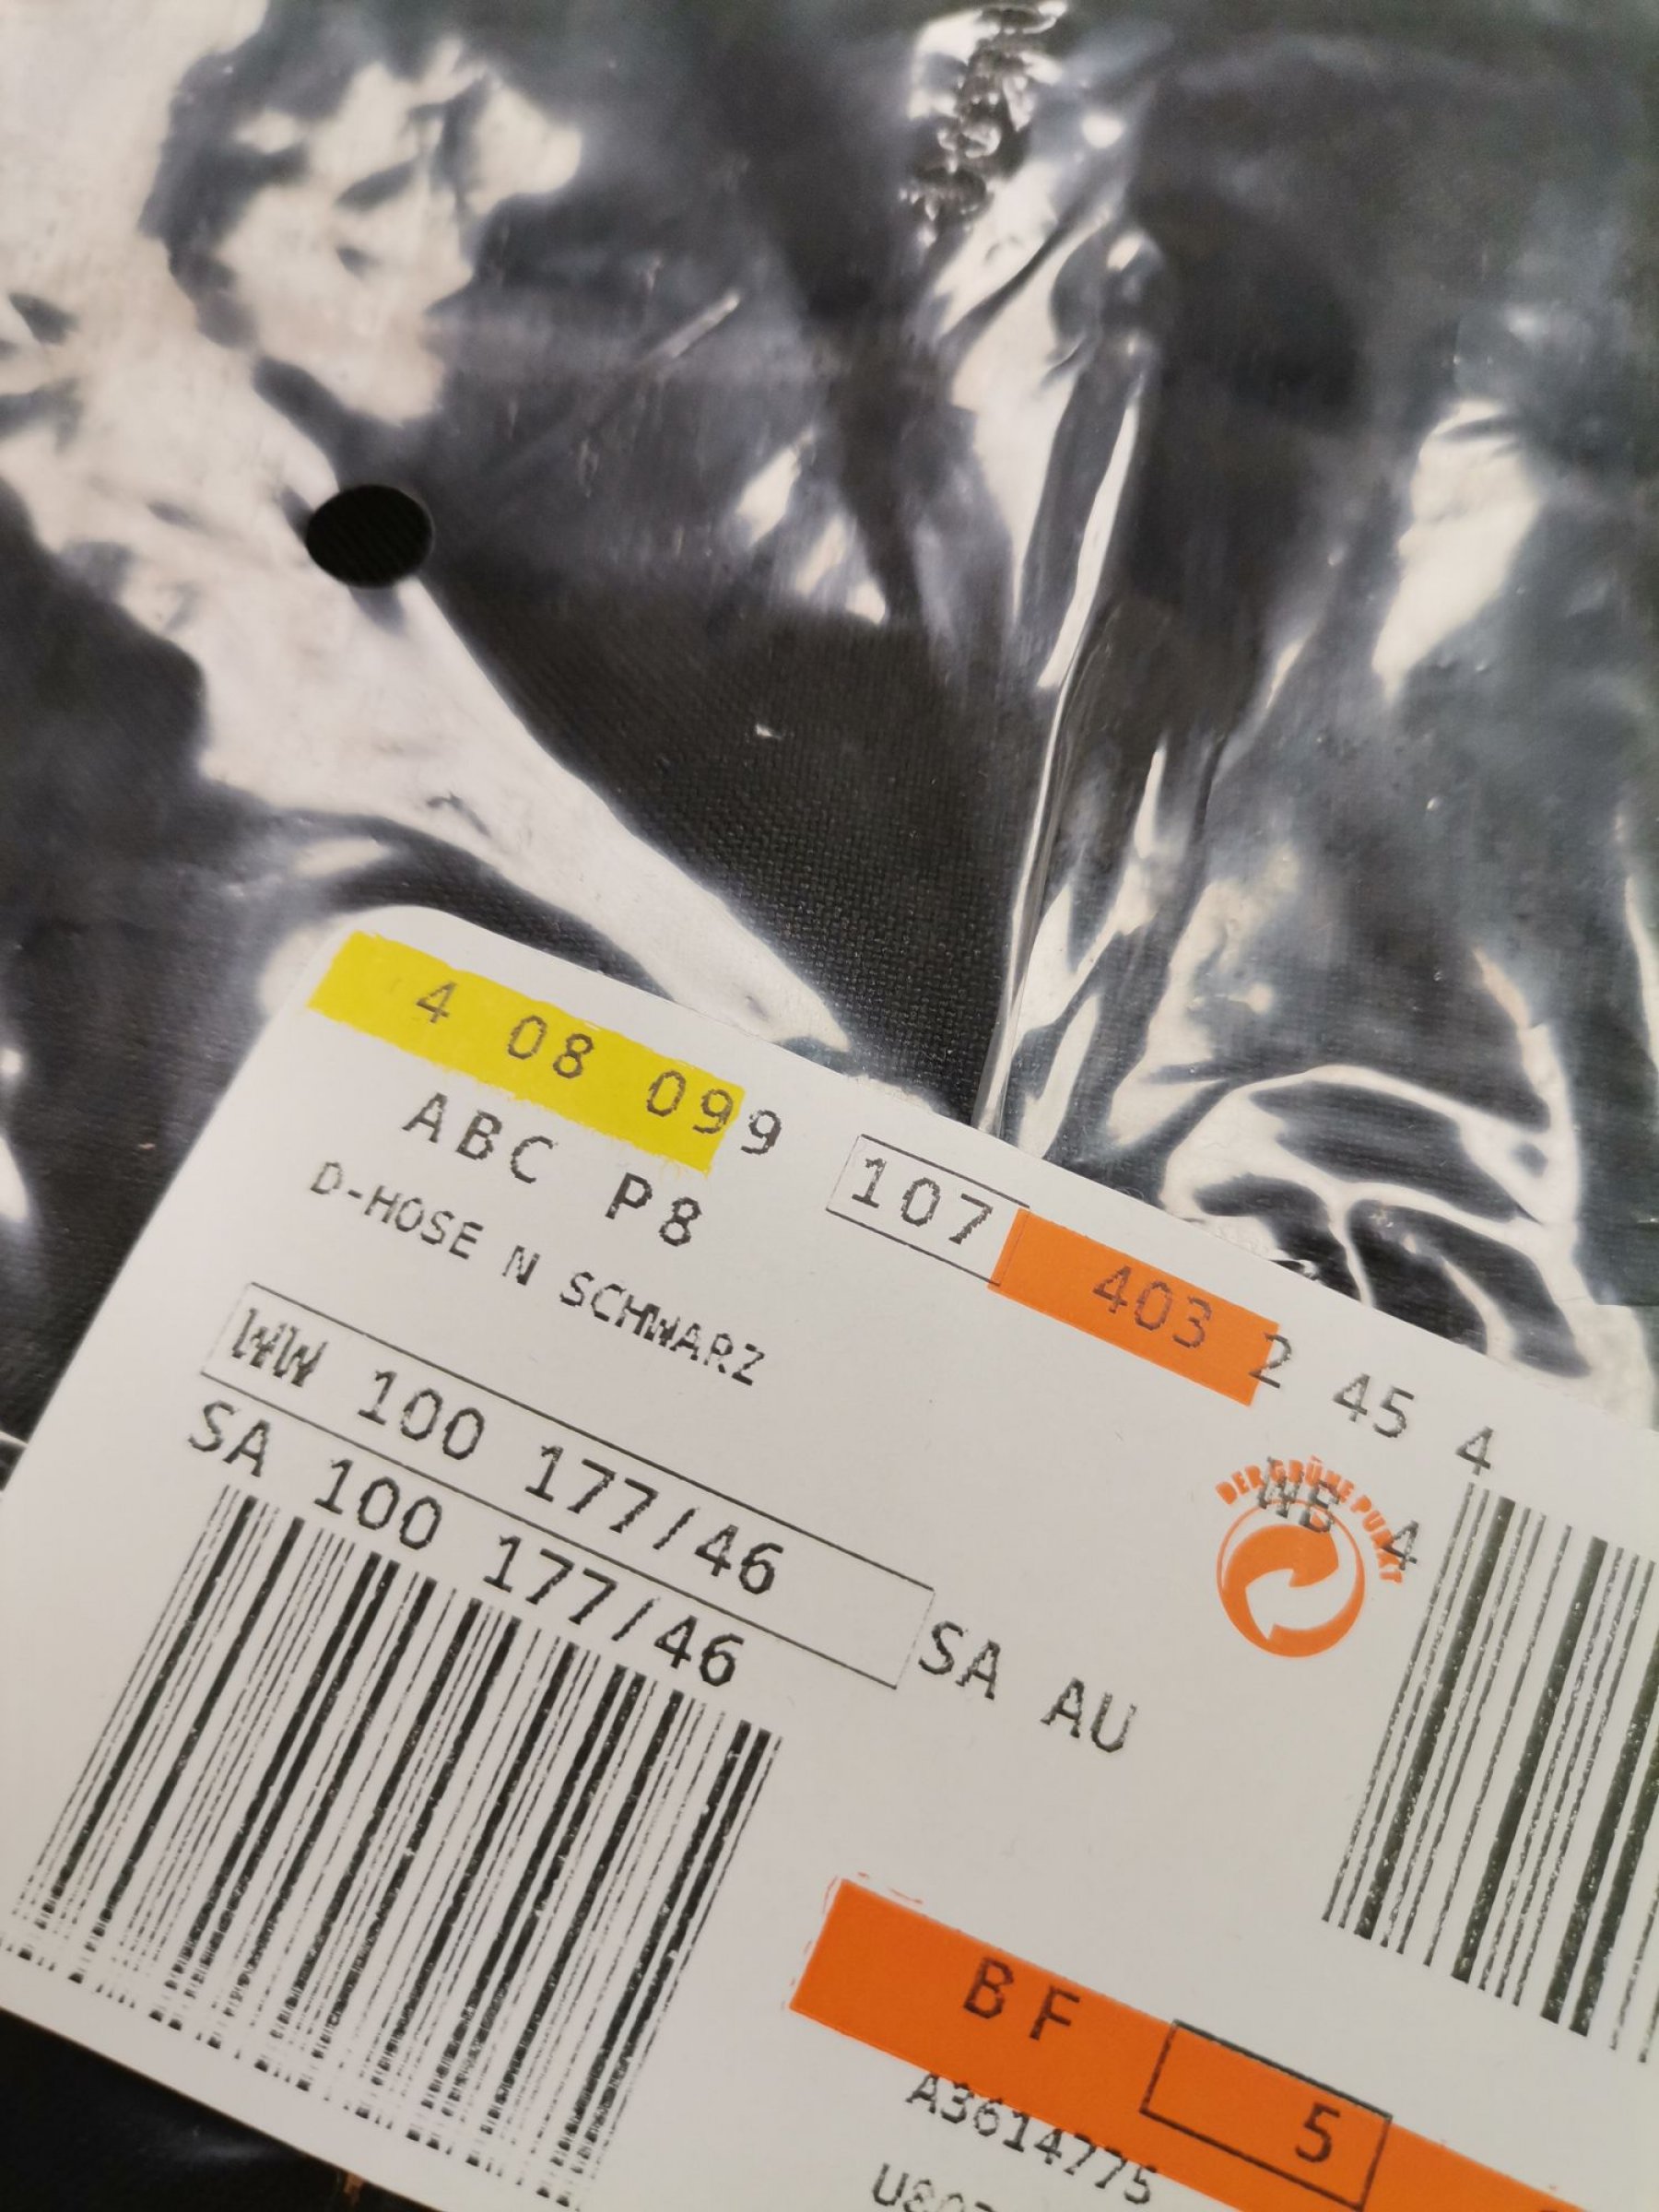 4 08 099
107 403 2 45 4
ABC P8
D-HOSE N SCHWARZ
WB 4
DER GRÜNE PUNKT
WW 100 177/46
SA 100 177/46
SA AU
BF 5
A3614775